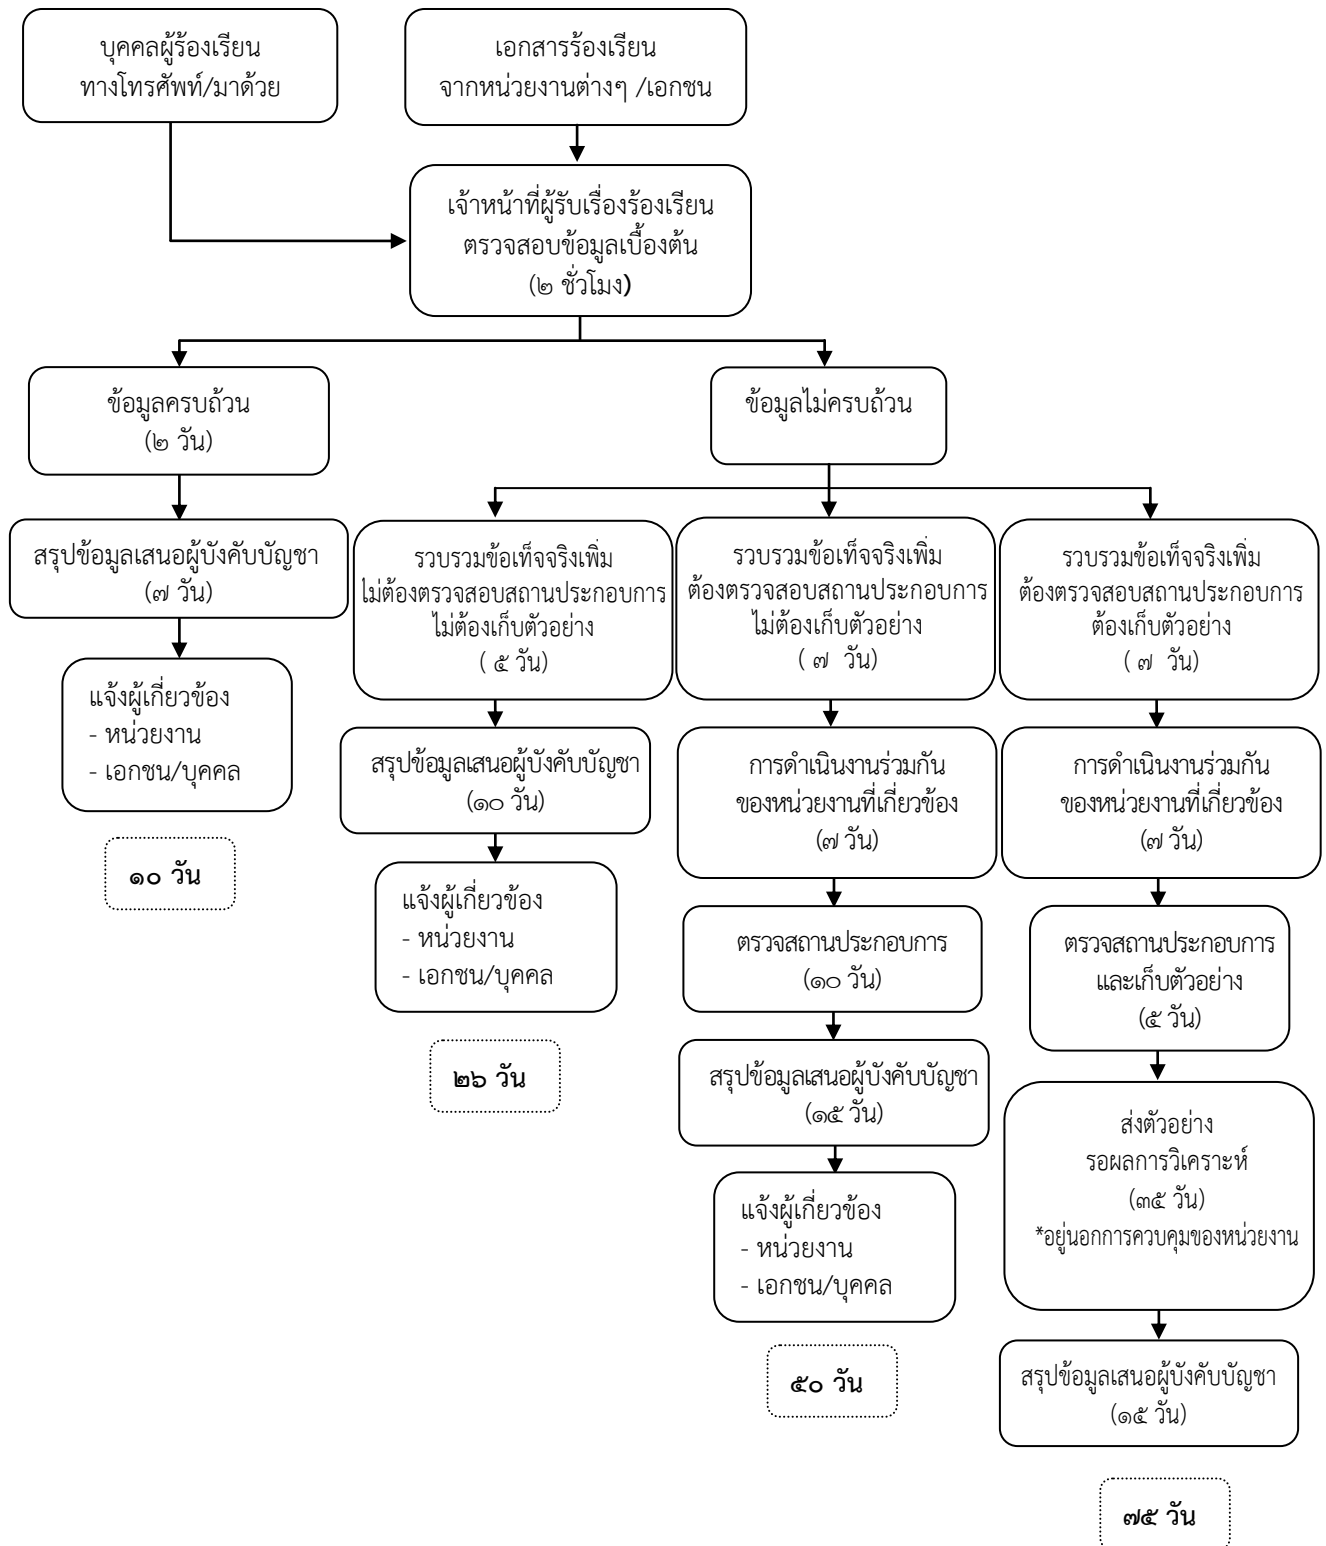 บุคคลผู้ร้องเรียน
ทางโทรศัพท์/มาด้วย
เอกสารร้องเรียน
จากหน่วยงานต่างๆ /เอกชน
เจ้าหน้าที่ผู้รับเรื่องร้องเรียน
ตรวจสอบข้อมูลเบื้องต้น
(๒ ชั่วโมง)
ข้อมูลครบถ้วน
(๒ วัน)
ข้อมูลไม่ครบถ้วน
สรุปข้อมูลเสนอผู้บังคับบัญชา
(๗ วัน)
แจ้งผู้เกี่ยวข้อง
- หน่วยงาน
- เอกชน/บุคคล
๑๐ วัน
รวบรวมข้อเท็จจริงเพิ่ม
ไม่ต้องตรวจสอบสถานประกอบการ
ไม่ต้องเก็บตัวอย่าง
( ๕ วัน)
สรุปข้อมูลเสนอผู้บังคับบัญชา
(๑๐ วัน)
แจ้งผู้เกี่ยวข้อง
- หน่วยงาน
- เอกชน/บุคคล
๒๖ วัน
รวบรวมข้อเท็จจริงเพิ่ม
ต้องตรวจสอบสถานประกอบการ
ไม่ต้องเก็บตัวอย่าง
( ๗ วัน)
การดำเนินงานร่วมกัน
ของหน่วยงานที่เกี่ยวข้อง
(๗ วัน)
ตรวจสถานประกอบการ
(๑๐ วัน)
สรุปข้อมูลเสนอผู้บังคับบัญชา
(๑๕ วัน)
แจ้งผู้เกี่ยวข้อง
- หน่วยงาน
- เอกชน/บุคคล
๕๐ วัน
รวบรวมข้อเท็จจริงเพิ่ม
ต้องตรวจสอบสถานประกอบการ
ต้องเก็บตัวอย่าง
( ๗ วัน)
การดำเนินงานร่วมกัน
ของหน่วยงานที่เกี่ยวข้อง
(๗ วัน)
ตรวจสถานประกอบการ
และเก็บตัวอย่าง
(๕ วัน)
ส่งตัวอย่าง
รอผลการวิเคราะห์
(๓๕ วัน)
*อยู่นอกการควบคุมของหน่วยงาน
สรุปข้อมูลเสนอผู้บังคับบัญชา
(๑๕ วัน)
๗๕ วัน